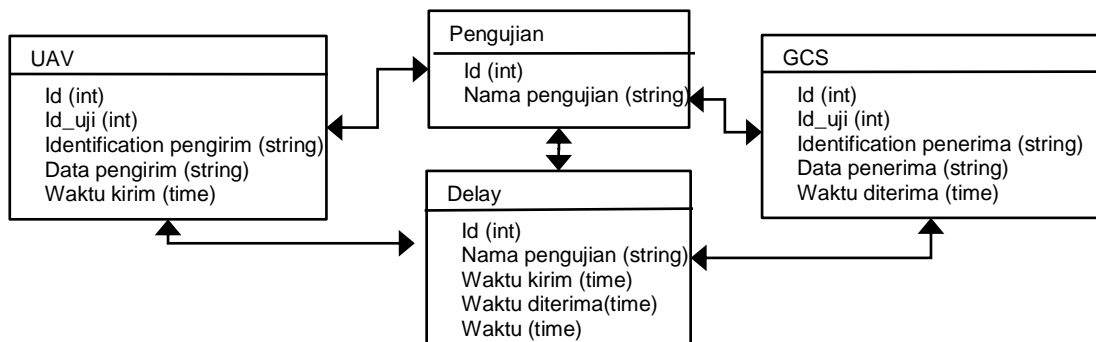 UAV
Id (int)
Id_uji (int)
Identification pengirim (string)
Data pengirim (string)
Waktu kirim (time)
Pengujian
Id (int)
Nama pengujian (string)
GCS
Id (int)
Id_uji (int)
Identification penerima (string)
Data penerima (string)
Waktu diterima (time)
Delay
Id (int)
Nama pengujian (string)
Waktu kirim (time)
Waktu diterima(time)
Waktu (time)